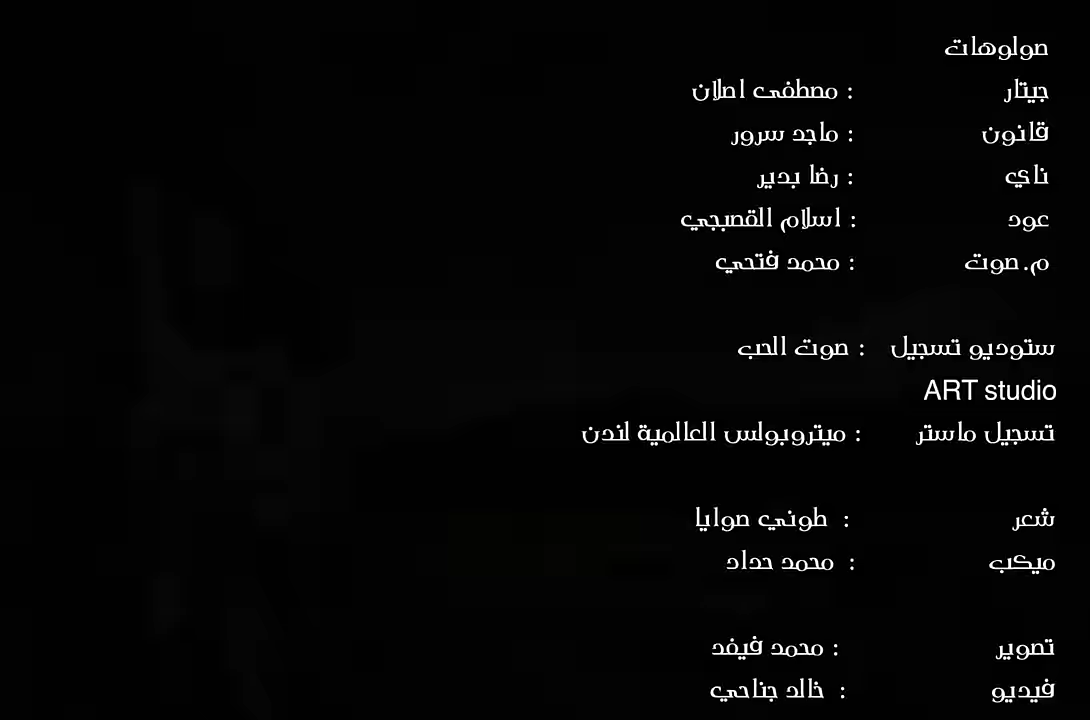 صولوهات
جيتار : مصطفى اصلان
قانون : ماجد سرور
ناي : رضا بدير
عود : اسلام القصبجي
م.صوت : محمد فتحي
ستوديو تسجيل : صوت الحب
ART studio
تسجيل ماستر : ميتروبولس العالمية لندن
شعر : طوني صوايا
ميكب : محمد حداد
تصوير : محمد فيفد
فيديو : خالد جناحي